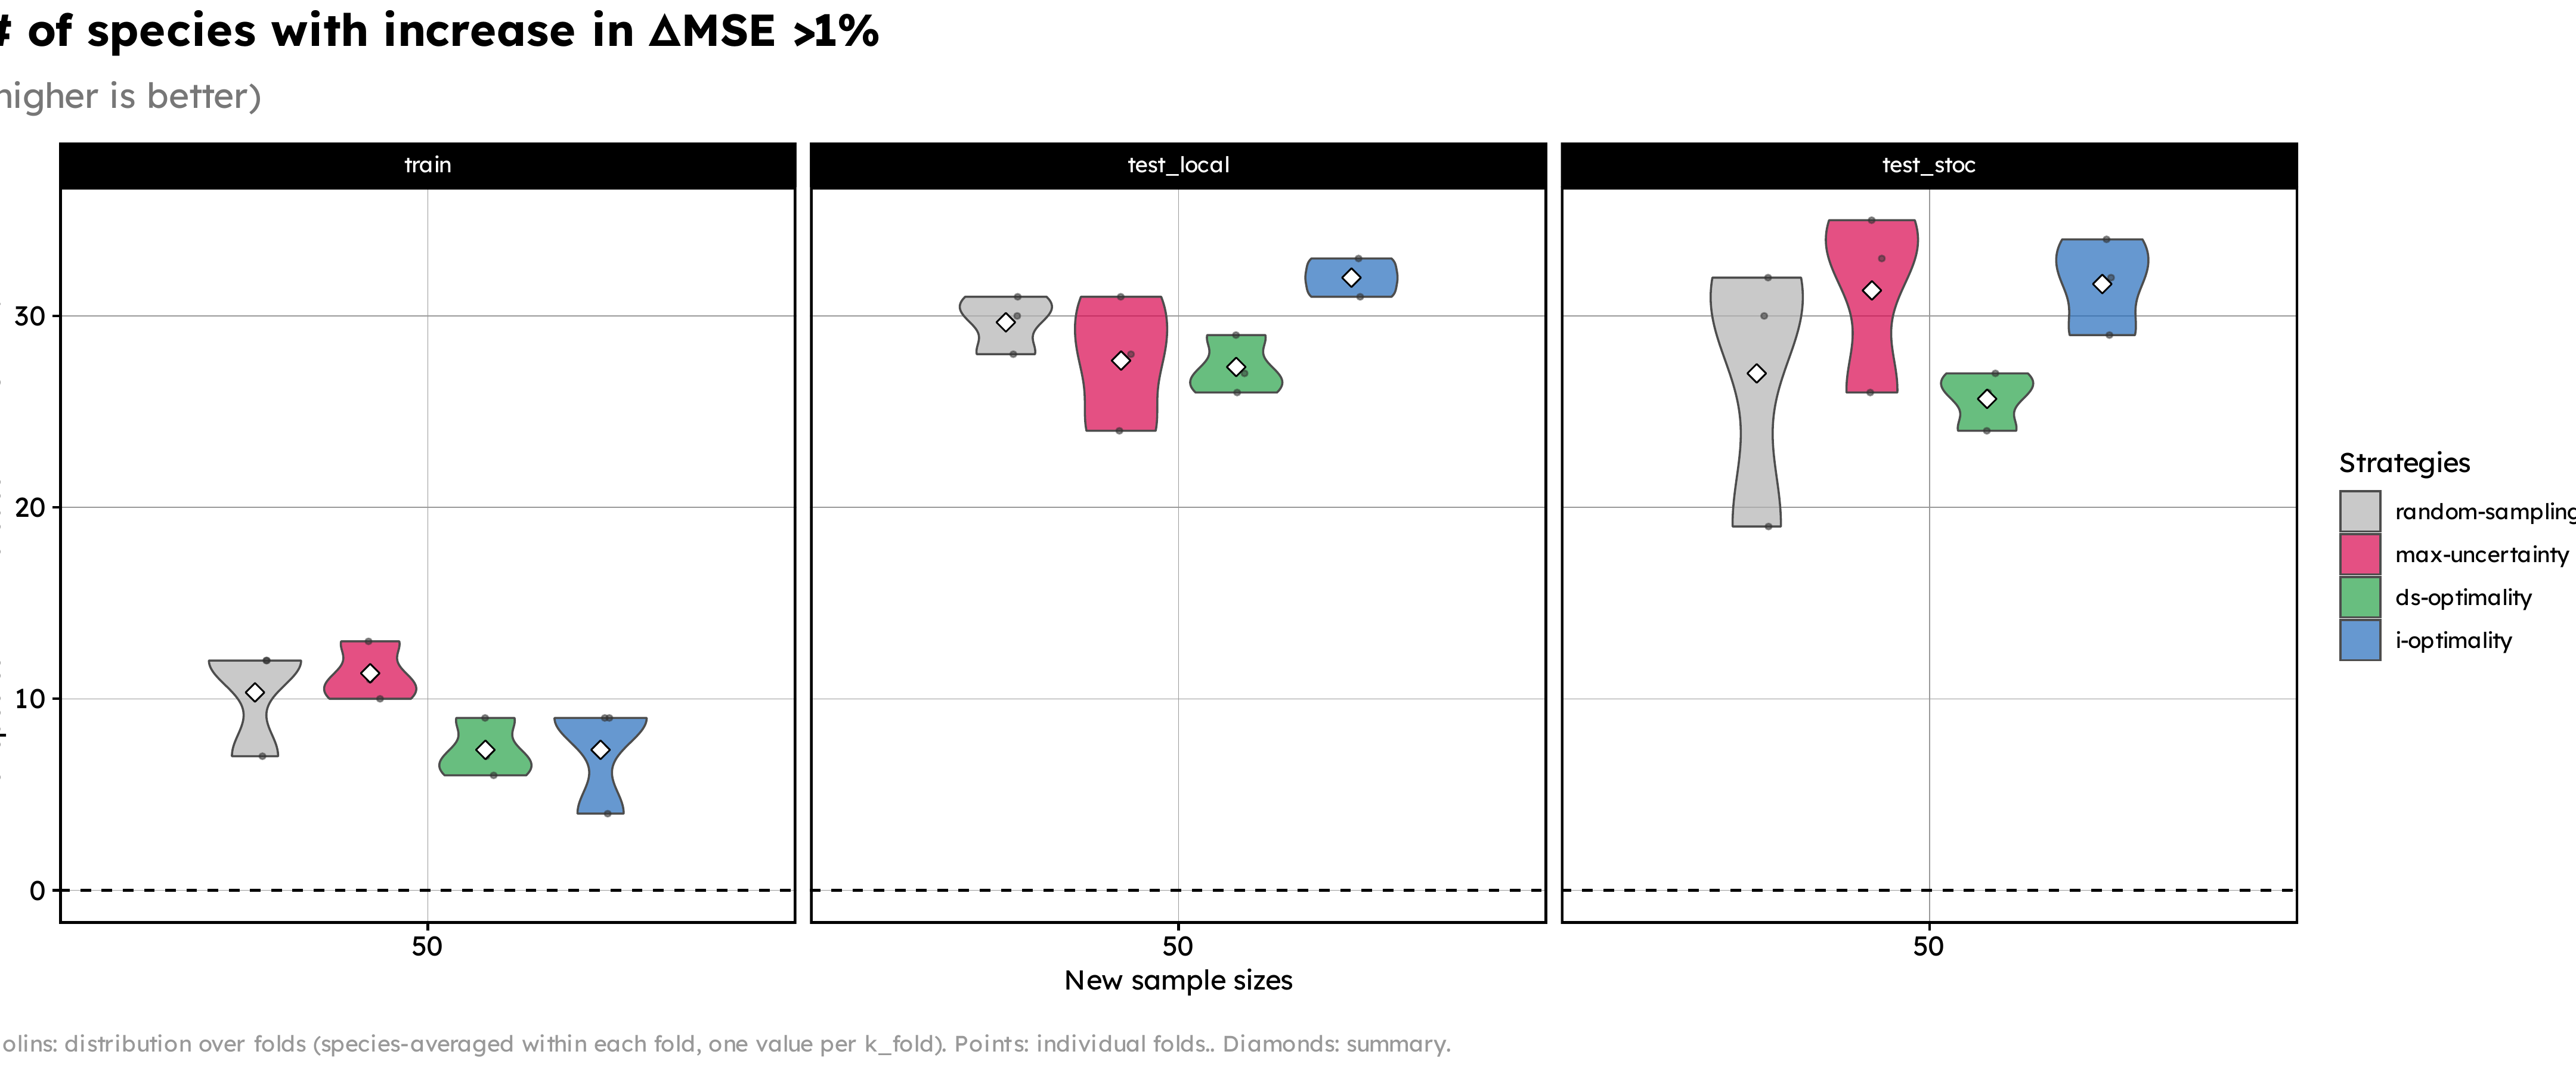 # of species with increase in ΔMSE >1%
higher is better)
train
test_local
test_stoc
30
20
10
0
50
50
50
New sample sizes
Strategies
random-sampling
max-uncertainty
ds-optimality
i-optimality
olins: distribution over folds (species-averaged within each fold, one value per k_fold). Points: individual folds.. Diamonds: summary.